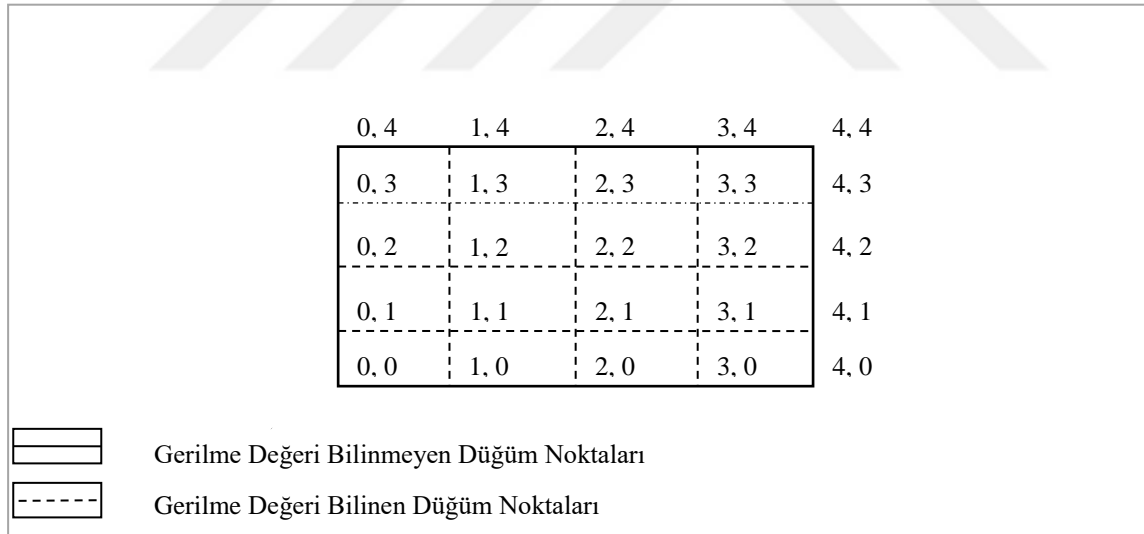 0, 4 1, 4 2, 4 3, 4 4, 4
0, 3 1, 3 2, 3 3, 3 4, 3
0, 2 1, 2 2, 2 3, 2 4, 2
0, 1 1, 1 2, 1 3, 1 4, 1
0, 0 1, 0 2, 0 3, 0 4, 0
Gerilme Değeri Bilinmeyen Düğüm Noktaları
Gerilme Değeri Bilinen Düğüm Noktaları